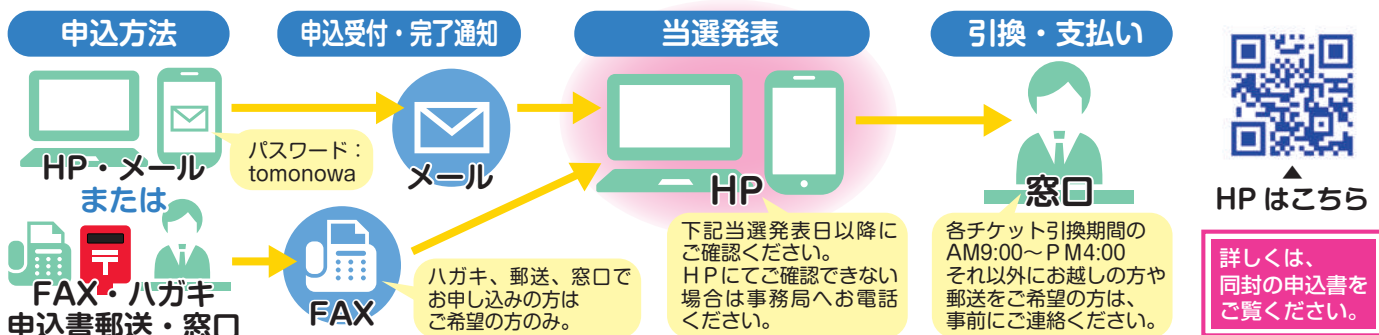 申込方法
申込受付・完了通知
当選発表
引換・支払い
HP・メール
または
FAX・ハガキ
申込書郵送・窓口
パスワード：
tomonowa
メール
FAX
ハガキ、郵送、窓口で
お申し込みの方は
ご希望の方のみ。
HP
下記当選発表日以降に
ご確認ください。
ＨＰにてご確認できない
場合は事務局へお電話
ください。
窓口
各チケット引換期間の
AM9:00～ＰＭ4:00
それ以外にお越しの方や
郵送をご希望の方は、
事前にご連絡ください。
▲
HP はこちら
詳しくは、
同封の申込書を
ご覧ください。